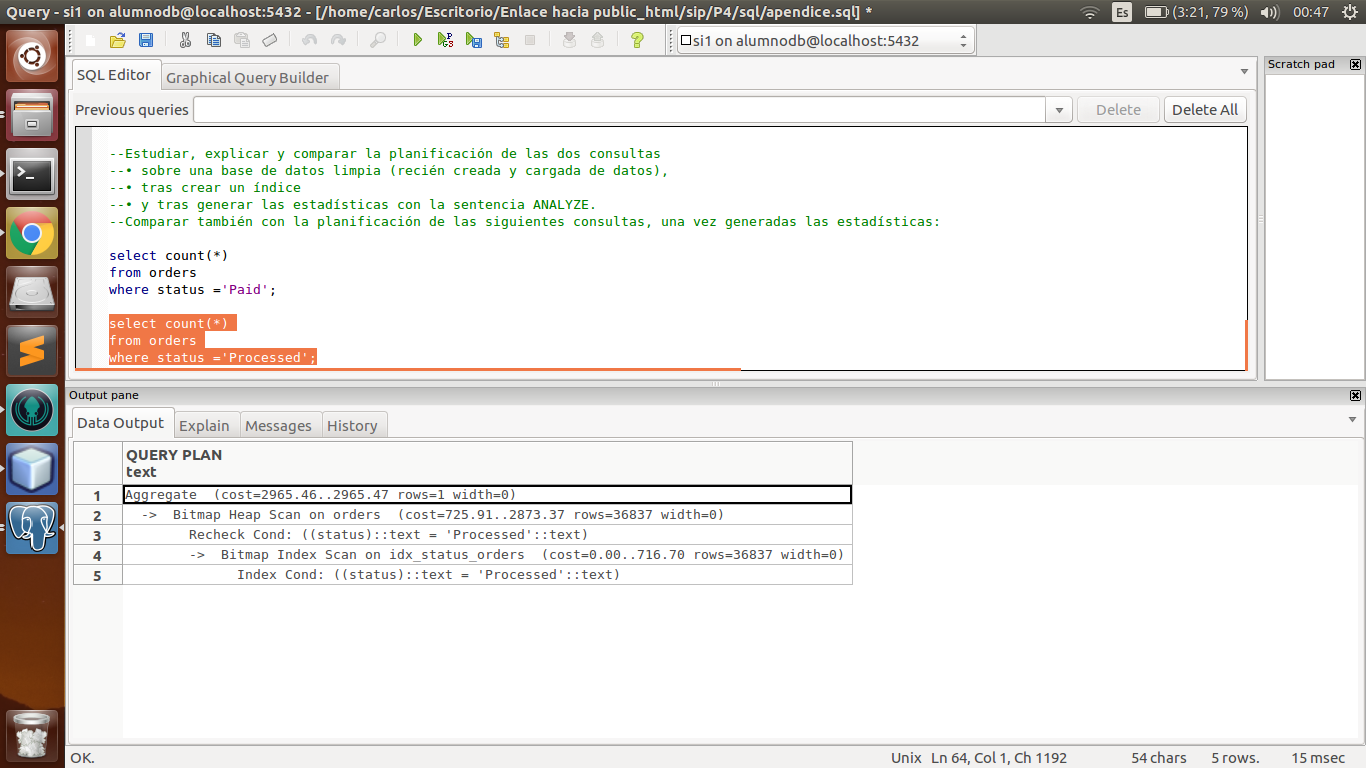 Query - si1 on alumnodb@localhost:5432 - [/home/carlos/Escritorio/Enlace hacia public_html/sip/P4/sql/apendice.sql] *
Es
(3:21, 79 %)
00:47
si1 on alumnodb@localhost:5432
SQL Editor
Graphical Query Builder
Scratch pad
Previous queries
Delete
Delete All
--Estudiar, explicar y comparar la planificación de las dos consultas
--• sobre una base de datos limpia (recién creada y cargada de datos),
--• tras crear un índice
--• y tras generar las estadísticas con la sentencia ANALYZE.
--Comparar también con la planificación de las siguientes consultas, una vez generadas las estadísticas:
select count(*)
from orders
where status ='Paid';
select count(*)
from orders
where status ='Processed';
Output pane
Data Output
Explain
Messages
History
QUERY PLAN
text
1 Aggregate (cost=2965.46..2965.47 rows=1 width=0)
2 -> Bitmap Heap Scan on orders (cost=725.91..2873.37 rows=36837 width=0)
3 Recheck Cond: ((status)::text = 'Processed'::text)
4 -> Bitmap Index Scan on idx_status_orders (cost=0.00..716.70 rows=36837 width=0)
5 Index Cond: ((status)::text = 'Processed'::text)
OK.
Unix
Ln 64, Col 1, Ch 1192
54 chars
5 rows.
15 msec